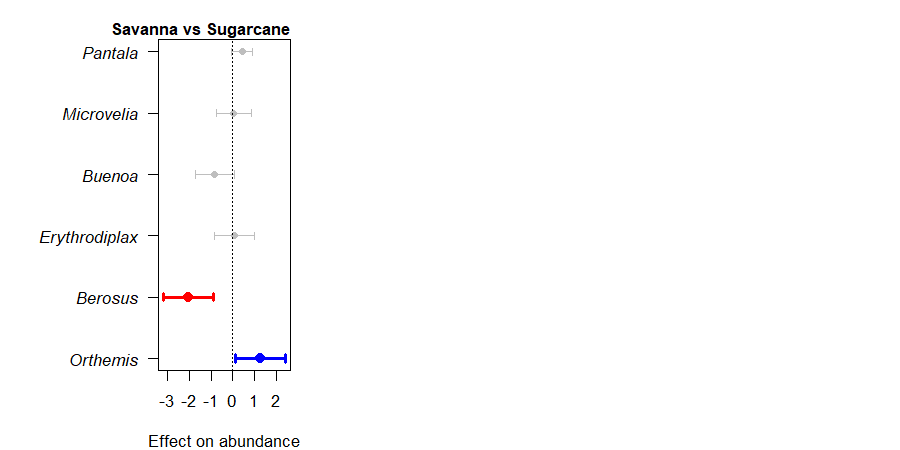 Savanna vs Sugarcane
Pantala
Microvelia
Buenoa
Erythrodiplax
Berosus
Orthemis
-3 -2 -1 0 1 2
Effect on abundance